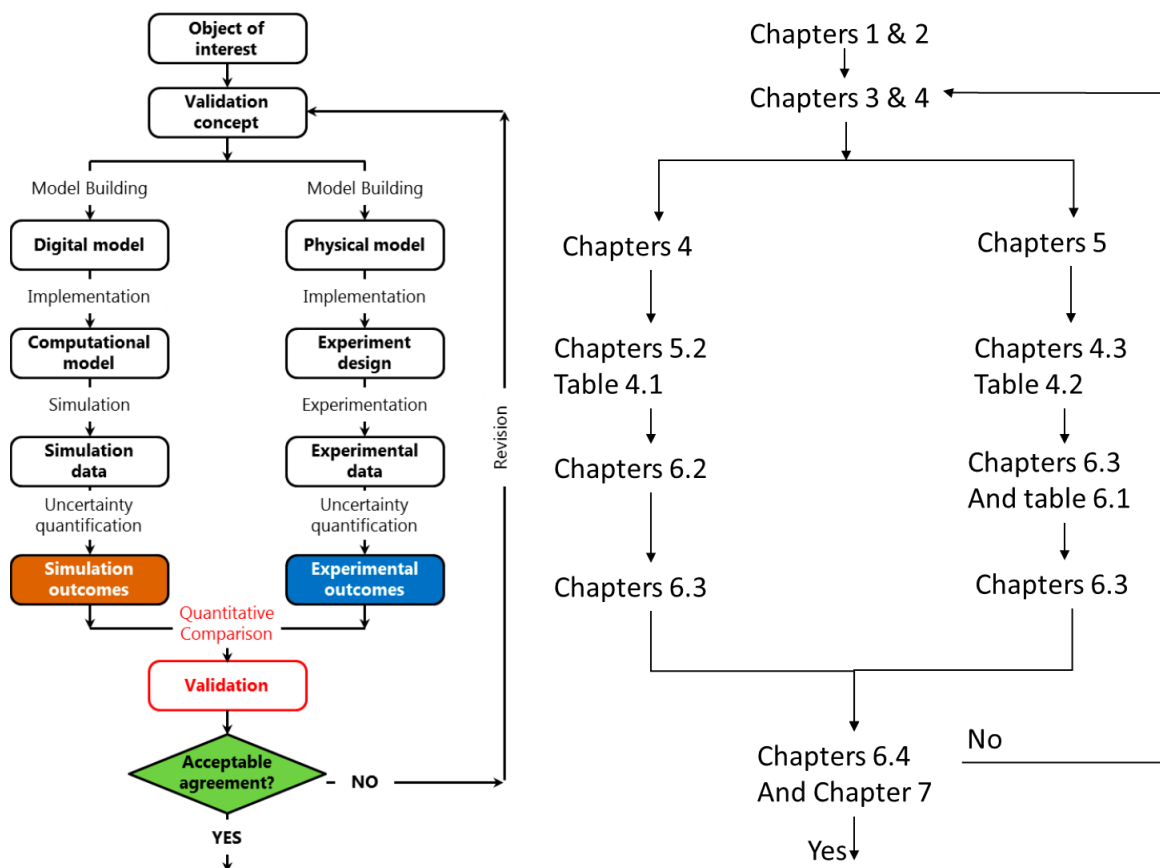 Object of
interest
Validation
concept
Model Building
Model Building
Digital model
Physical model
Implementation
Implementation
Computational
model
Experiment
design
Simulation
Experimentation
Simulation
data
Experimental
data
Revision
Uncertainty
quantification
Uncertainty
quantification
Simulation
outcomes
Experimental
outcomes
Quantitative
Comparison
Validation
Acceptable
agreement?
NO
YES
Chapters 1 & 2
Chapters 3 & 4
Chapters 4
Chapters 5
Chapters 5.2
Table 4.1
Chapters 4.3
Table 4.2
Chapters 6.2
Chapters 6.3
And table 6.1
Chapters 6.3
Chapters 6.3
Chapters 6.4
And Chapter 7
No
Yes